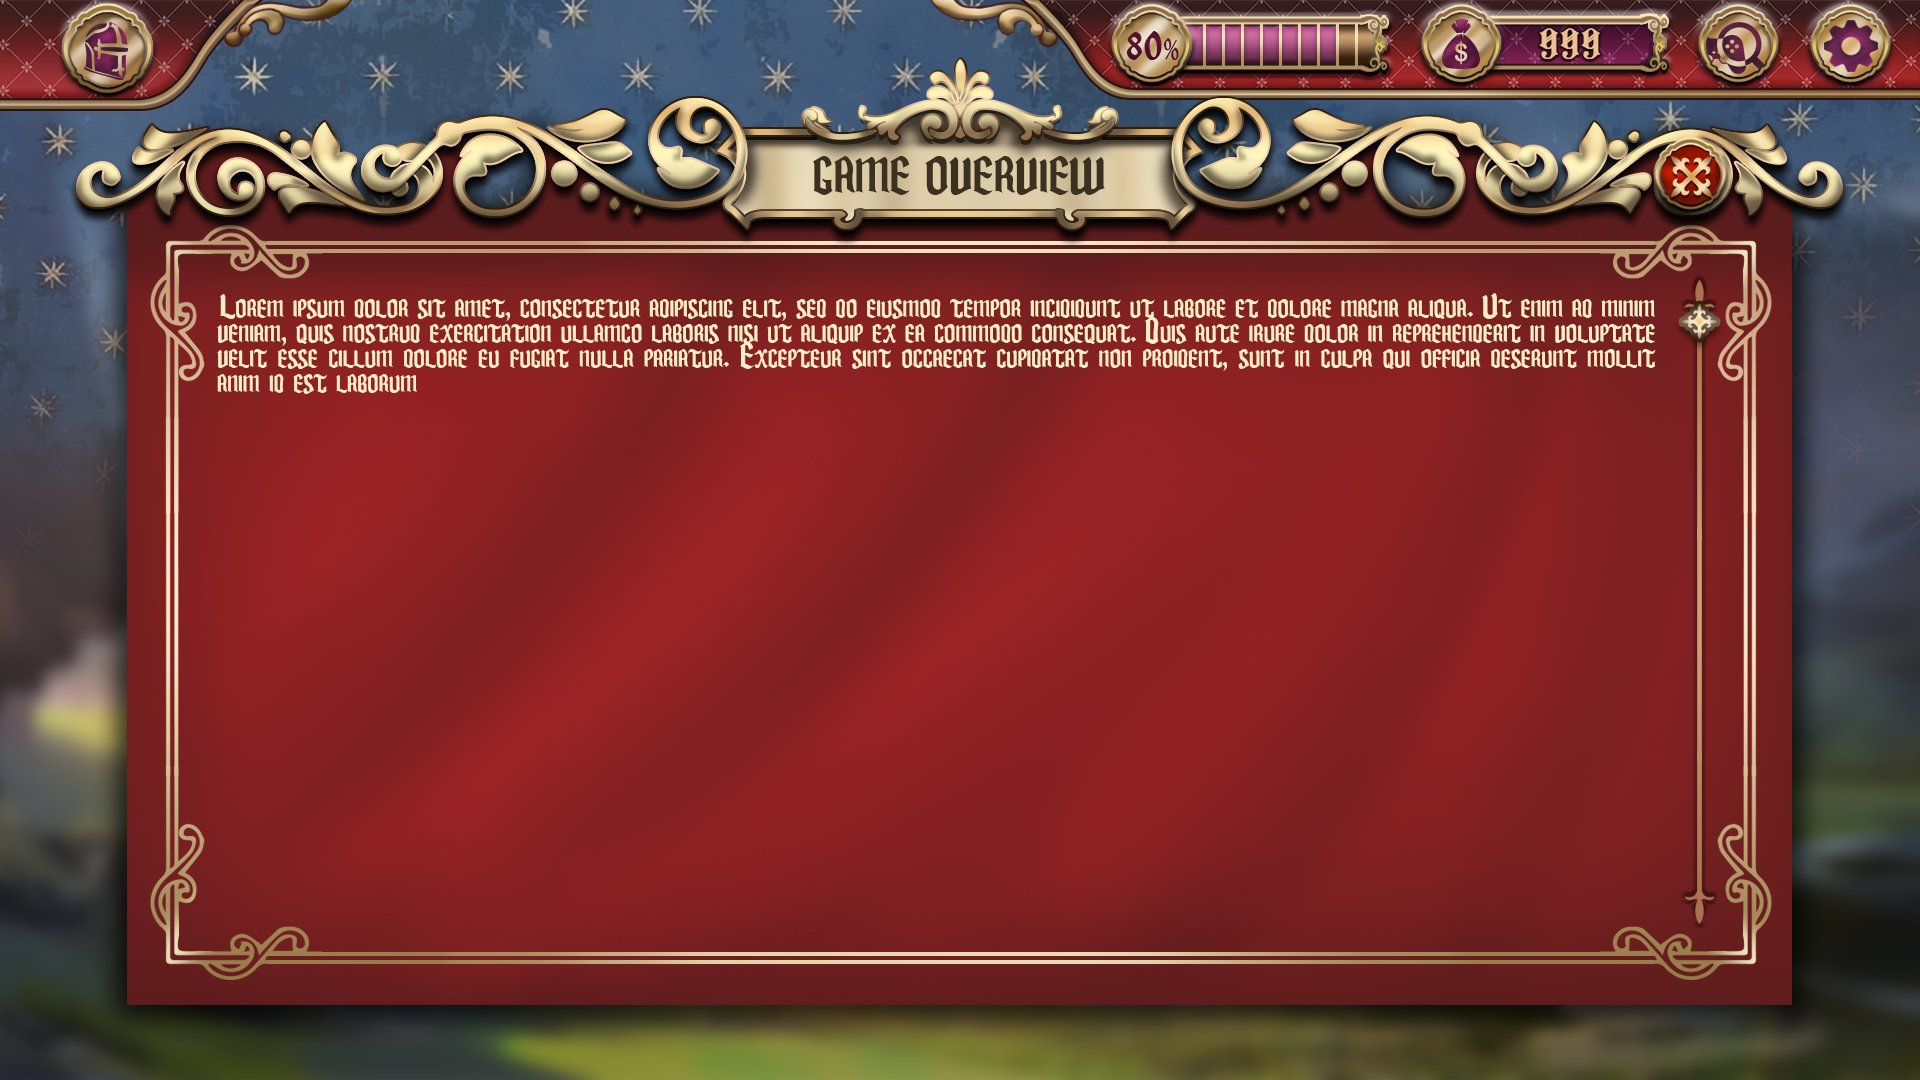 80%
$
999
GAME OVERVIEW
Lorem ipsum dolor sit amet, consectetur adipiscing elit, sed do eiusmod tempor incididunt ut labore et dolore magna aliqua. Ut enim ad minim
veniam, quis nostrud exercitation ullamco laboris nisi ut aliquip ex ea commodo consequat. Duis aute irure dolor in reprehenderit in voluptate
velit esse cillum dolore eu fugiat nulla pariatur. Excepteur sint occaecat cupidatat non proident, sunt in culpa qui officia deserunt mollit
anim id est laborum